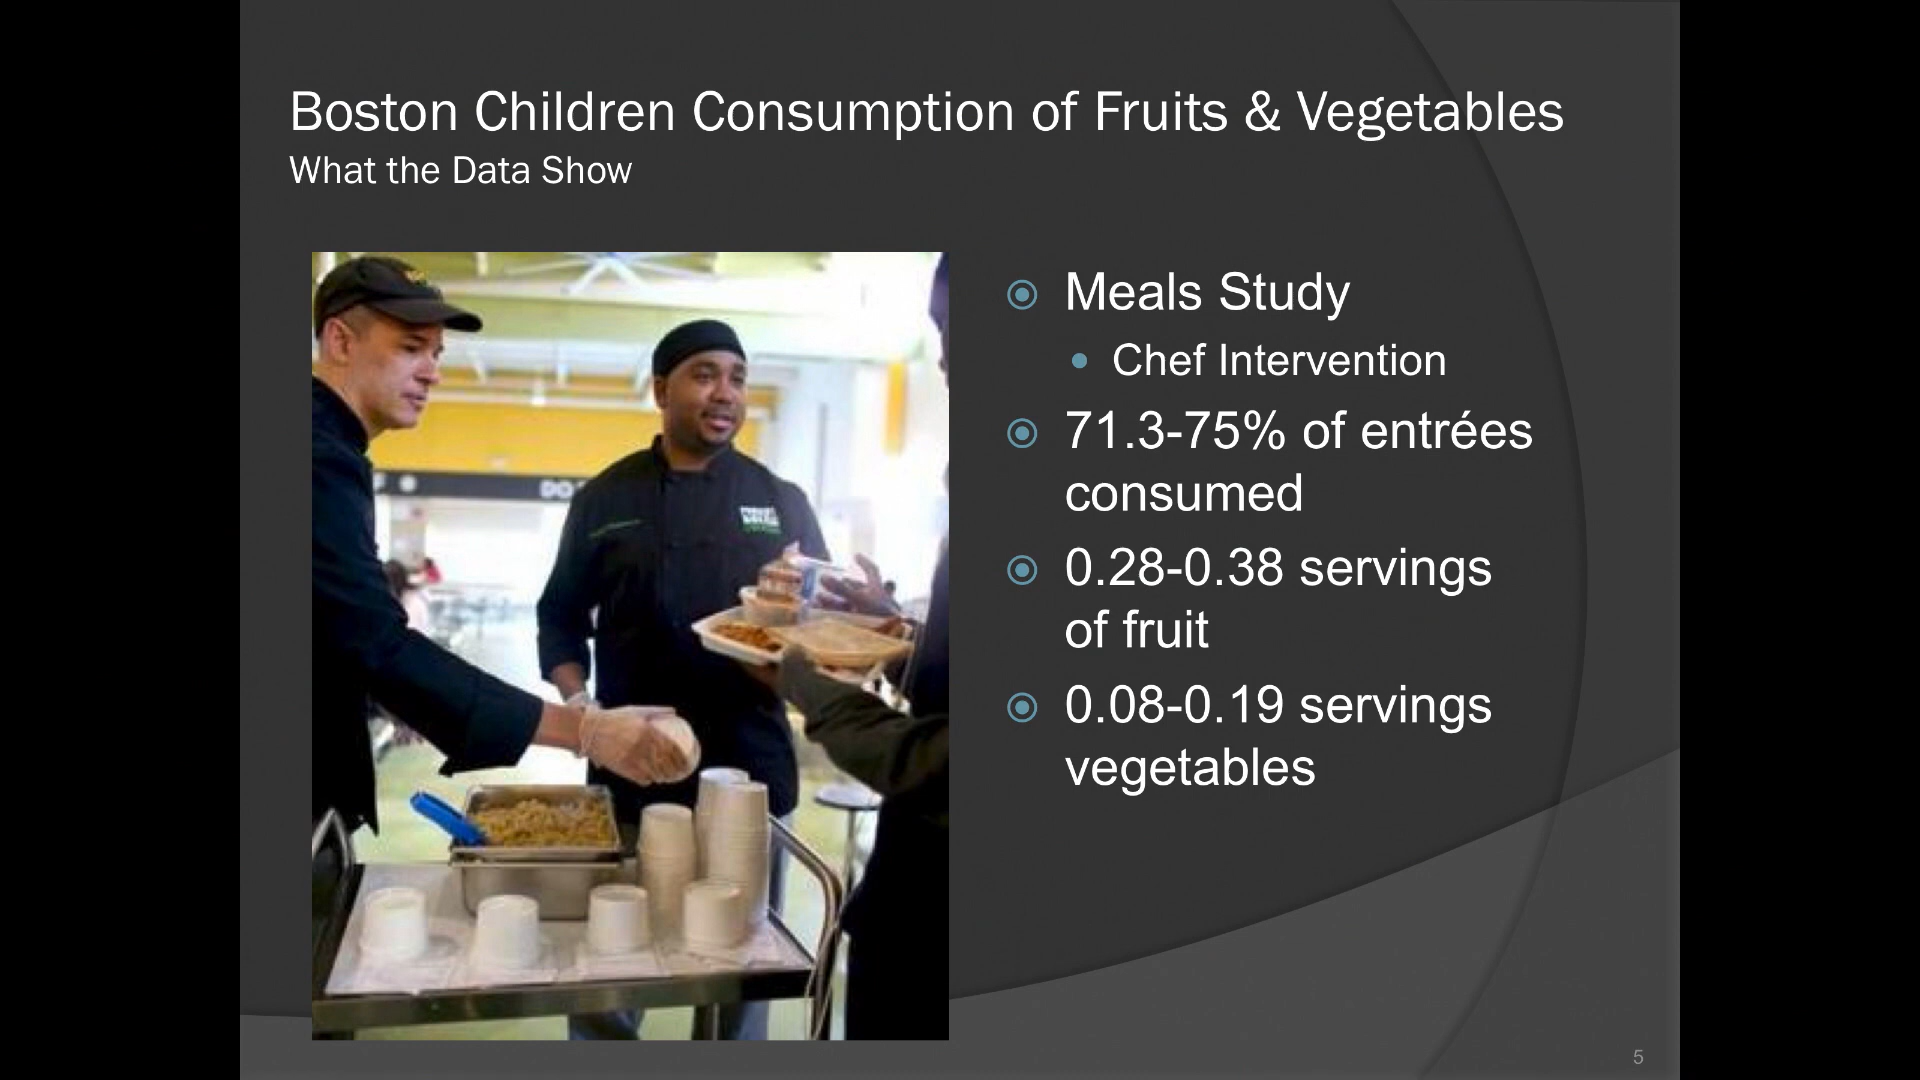 Boston Children Consumption of Fruits & Vegetables
What the Data Show
Meals Study
Chef Intervention
71.3-75% of entrées
consumed
0.28-0.38 servings
of fruit
0.08-0.19 servings
vegetables
DO
5